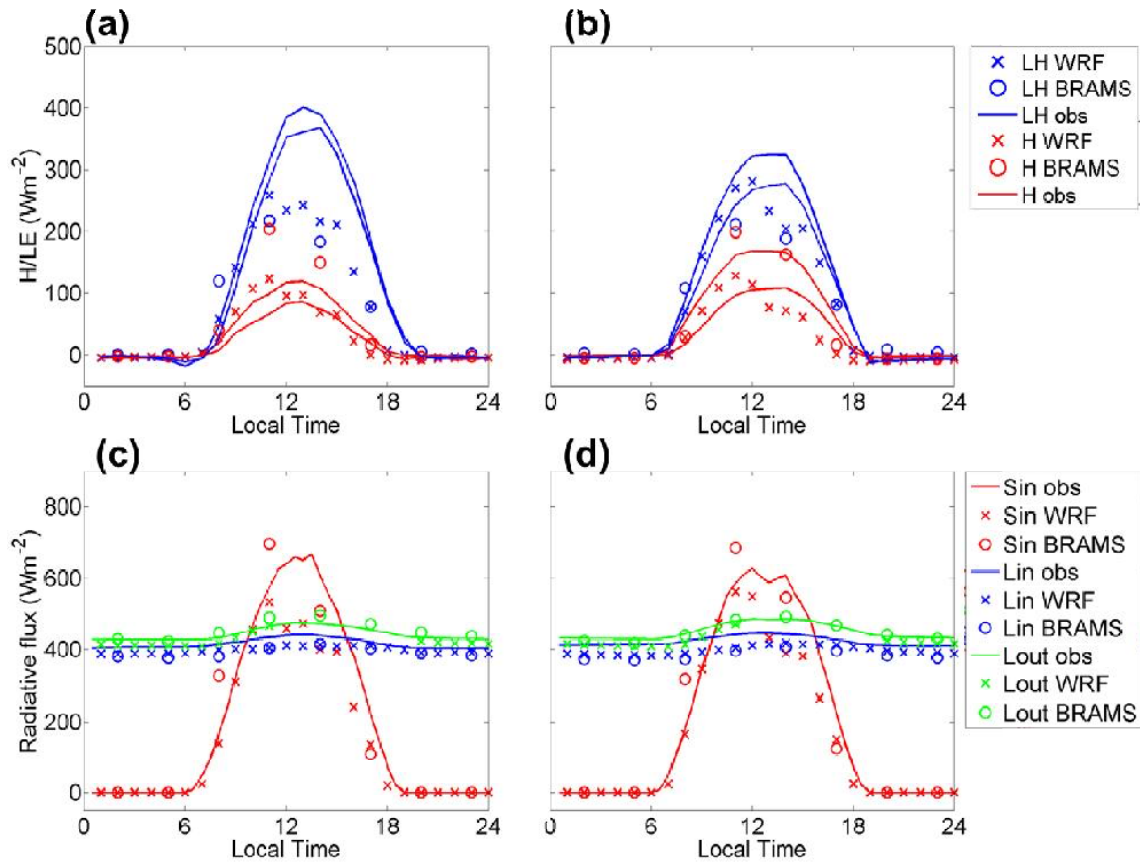 (a)
(b)
500
400
300
200
100
0
H/LE (Wm⁻²)
0 6 12 18 24
Local Time
0 6 12 18 24
Local Time
LH WRF
LH BRAMS
LH obs
H WRF
H BRAMS
H obs
(c)
(d)
800
600
400
200
0
Radiative flux (Wm⁻²)
0 6 12 18 24
Local Time
0 6 12 18 24
Local Time
Sin obs
Sin WRF
Sin BRAMS
Lin obs
Lin WRF
Lin BRAMS
Lout obs
Lout WRF
Lout BRAMS